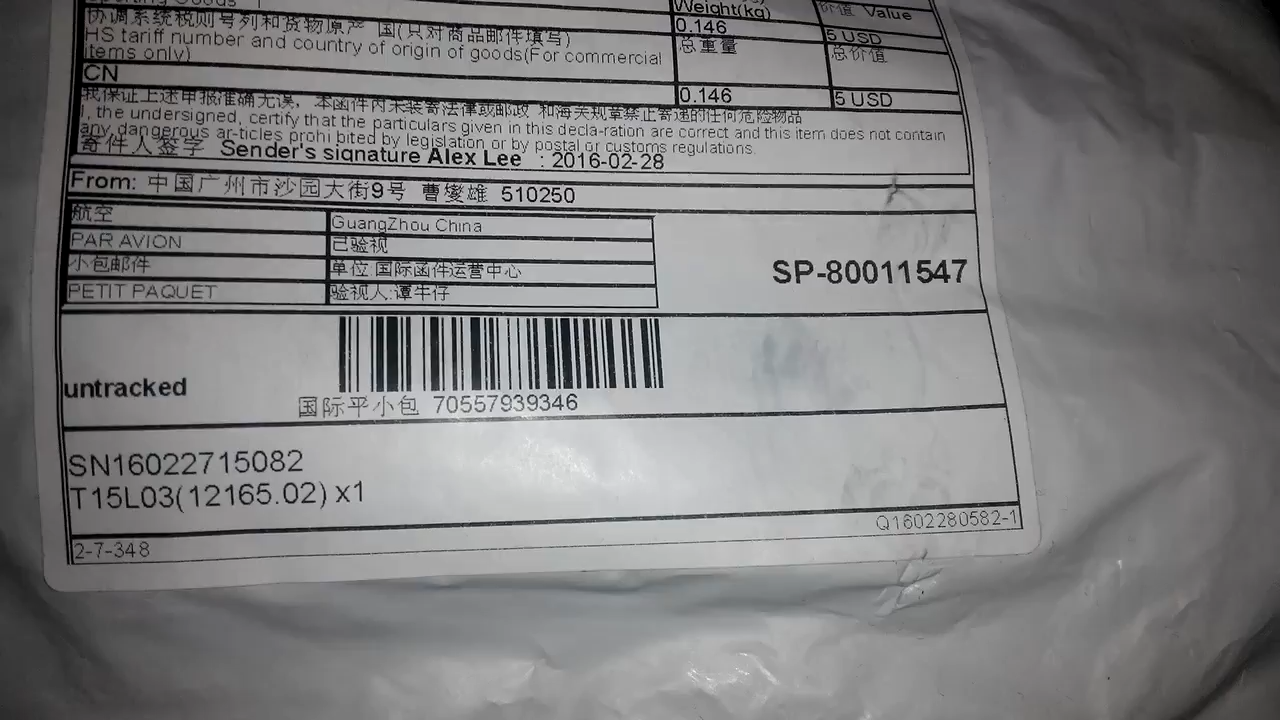 Sporting Goods
Weight(kg)
价值 Value
协调系统税则号列和货物原产 国(只对商品邮件填写)
0.146
5 USD
HS tariff number and country of origin of goods(For commercial items only)
总重量
总价值
CN
0.146
5 USD
我保证上述申报准确无误，本函件内未装寄法律或邮政 和海关规章禁止寄递的任何危险物品
I, the undersigned, certify that the particulars given in this decla-ration are correct and this item does not contain
any dangerous ar-ticles prohi bited by legislation or by postal or customs regulations.
寄件人签字 Sender's signature Alex Lee : 2016-02-28
From: 中国广州市沙园大街9号 曹燮雄 510250
航空
GuangZhou China
PAR AVION
已验视
小包邮件
单位:国际函件运营中心
PETIT PAQUET
验视人:谭牛仔
SP-80011547
untracked
国际平小包 70557939346
SN16022715082
T15L03(12165.02) x1
Q1602280582-1
2-7-348